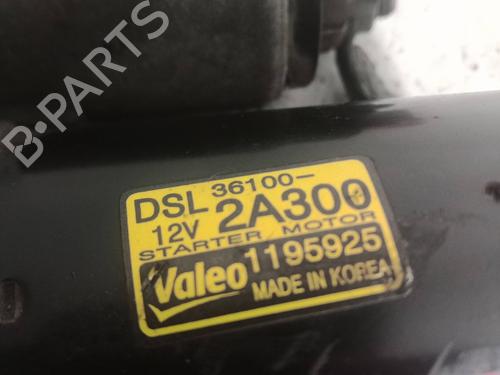 B-PARTS
DSL 36100-
12V 2A300
STARTER MOTOR
Valeo 1195925
MADE IN KOREA